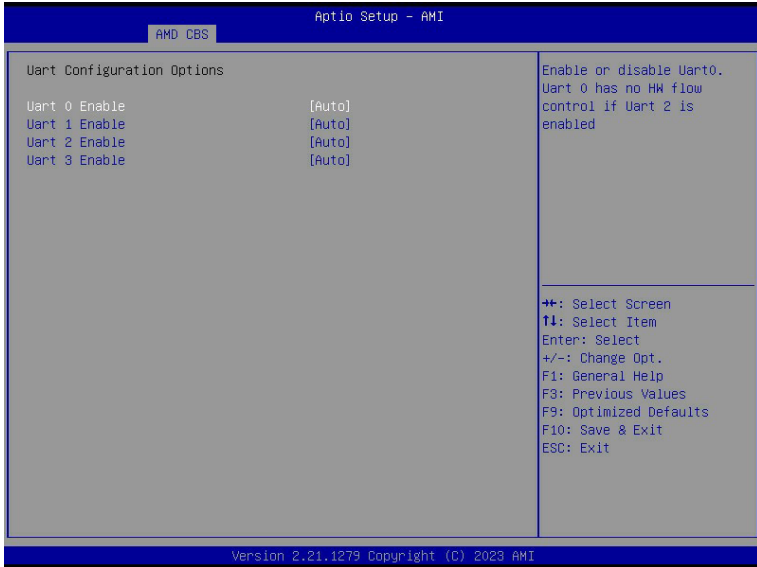 Aptio Setup – AMI
AMD CBS
Uart Configuration Options
Uart 0 Enable [Auto]
Uart 1 Enable [Auto]
Uart 2 Enable [Auto]
Uart 3 Enable [Auto]
Enable or disable Uart0.
Uart 0 has no HW flow
control if Uart 2 is
enabled
→←: Select Screen
↑↓: Select Item
Enter: Select
+/-: Change Opt.
F1: General Help
F3: Previous Values
F9: Optimized Defaults
F10: Save & Exit
ESC: Exit
Version 2.21.1279 Copyright (C) 2023 AMI